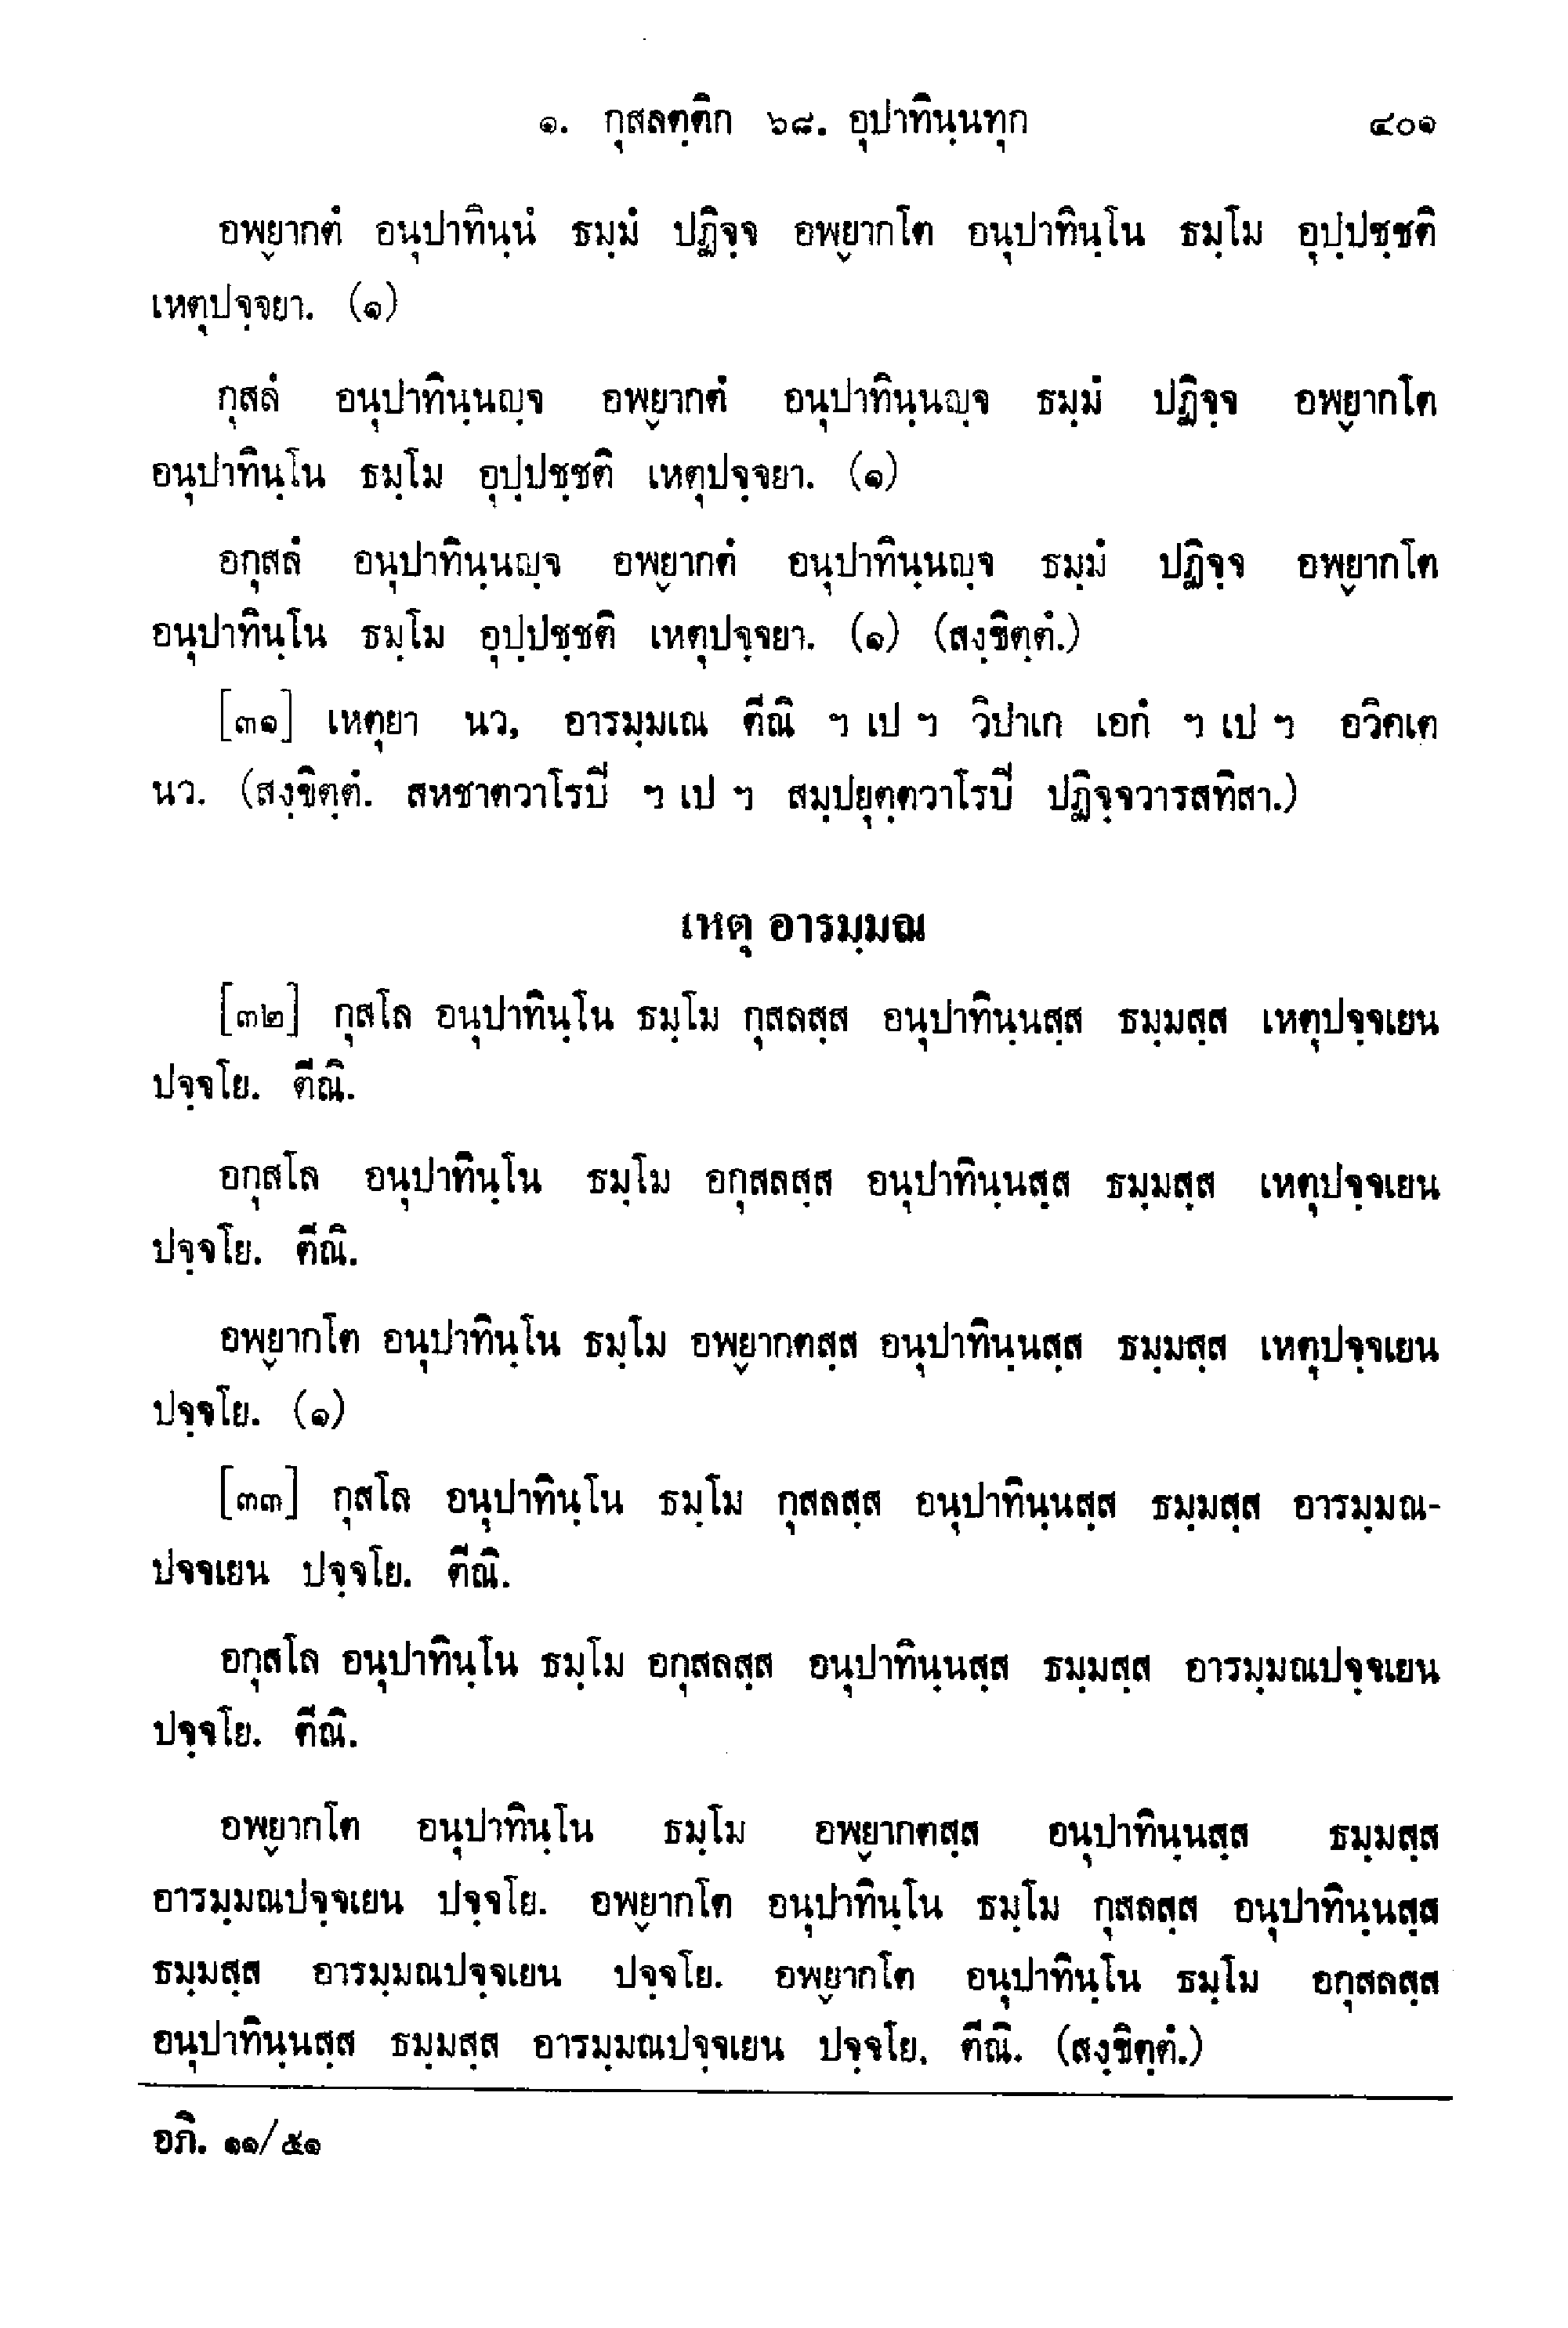 ๑. กุสลตฺติก ๖๘. อุปาทินฺนทุก ๔๐๑
อพฺยากตํ อนุปาทินฺนํ ธมฺมํ ปฏิจฺจ อพฺยากโต อนุปาทินฺโน ธมฺโม อุปฺปชฺชติ
เหตุปจฺจยา. (๑)
กุสลํ อนุปาทินฺนญฺจ อพฺยากตํ อนุปาทินฺนญฺจ ธมฺมํ ปฏิจฺจ อพฺยากโต
อนุปาทินฺโน ธมฺโม อุปฺปชฺชติ เหตุปจฺจยา. (๑)
อกุสลํ อนุปาทินฺนญฺจ อพฺยากตํ อนุปาทินฺนญฺจ ธมฺมํ ปฏิจฺจ อพฺยากโต
อนุปาทินฺโน ธมฺโม อุปฺปชฺชติ เหตุปจฺจยา. (๑) (สงฺขิตฺตํ.)
[๓๑] เหตุยา นว, อารมฺมเณ ตีณิ ฯ เป ฯ วิปาเก เอกํ ฯ เป ฯ อวิคเต
นว. (สงฺขิตฺตํ. สหชาตวาโรปี ฯ เป ฯ สมฺปยุตฺตวาโรปี ปฏิจฺจวารสทิสา.)
เหตุ อารมฺมณ
[๓๒] กุสโล อนุปาทินฺโน ธมฺโม กุสลสฺส อนุปาทินฺนสฺส ธมฺมสฺส เหตุปจฺจเยน
ปจฺจโย. ตีณิ.
อกุสโล อนุปาทินฺโน ธมฺโม อกุสลสฺส อนุปาทินฺนสฺส ธมฺมสฺส เหตุปจฺจเยน
ปจฺจโย. ตีณิ.
อพฺยากโต อนุปาทินฺโน ธมฺโม อพฺยากตสฺส อนุปาทินฺนสฺส ธมฺมสฺส เหตุปจฺจเยน
ปจฺจโย. (๑)
[๓๓] กุสโล อนุปาทินฺโน ธมฺโม กุสลสฺส อนุปาทินฺนสฺส ธมฺมสฺส อารมฺมณ-
ปจจเยน ปจฺจโย. ตีณิ.
อกุสโล อนุปาทินฺโน ธมฺโม อกุสลสฺส อนุปาทินฺนสฺส ธมฺมสฺส อารมฺมณปจฺจเยน
ปจฺจโย. ตีณิ.
อพฺยากโต อนุปาทินฺโน ธมฺโม อพฺยากตสฺส อนุปาทินฺนสฺส ธมฺมสฺส
อารมฺมณปจฺจเยน ปจฺจโย. อพฺยากโต อนุปาทินฺโน ธมฺโม กุสลสฺส อนุปาทินฺนสฺส
ธมฺมสฺส อารมฺมณปจฺจเยน ปจฺจโย. อพฺยากโต อนุปาทินฺโน ธมฺโม อกุสลสฺส
อนุปาทินฺนสฺส ธมฺมสฺส อารมฺมณปจฺจเยน ปจฺจโย. ตีณิ. (สงฺขิตฺตํ.)
อภิ. ๑๑/๕๑